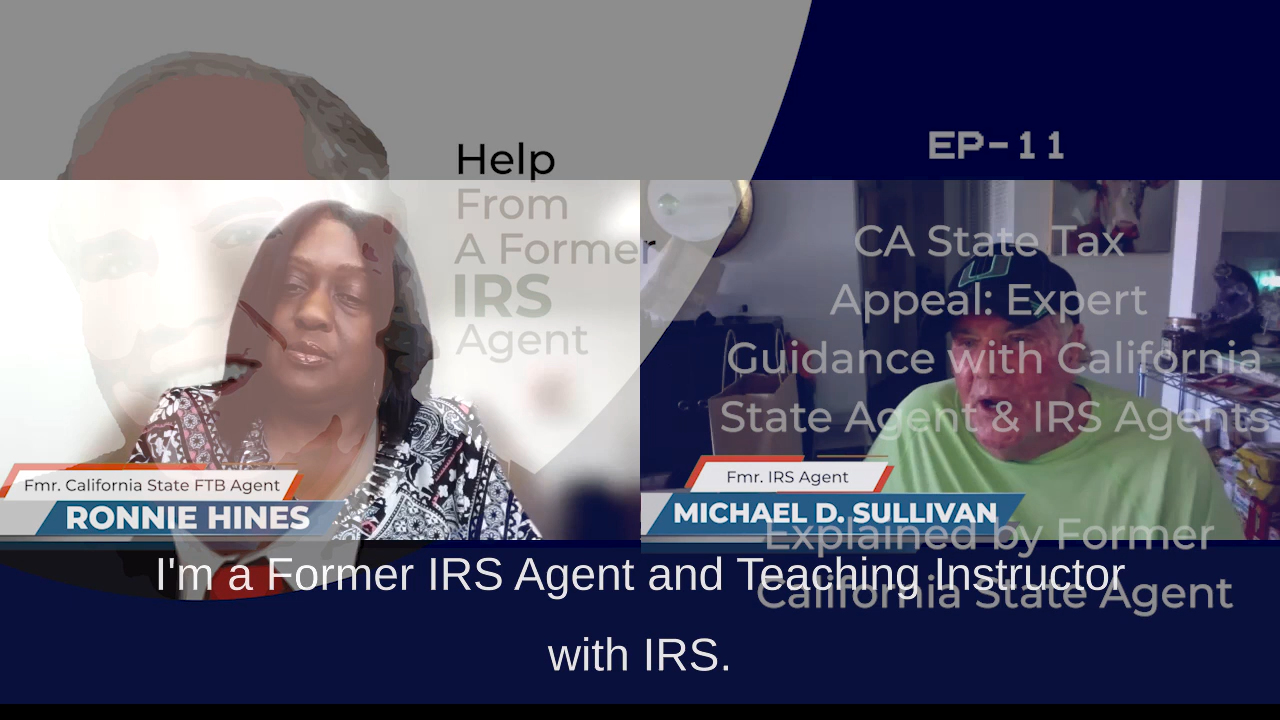 Help
From
A Former
IRS
Agent
EP-11
CA State Tax
Appeal: Expert
Guidance with California
State Agent & IRS Agents
Explained by Former
California State Agent
Fmr. California State FTB Agent
RONNIE HINES
Fmr. IRS Agent
MICHAEL D. SULLIVAN
I'm a Former IRS Agent and Teaching Instructor
with IRS.